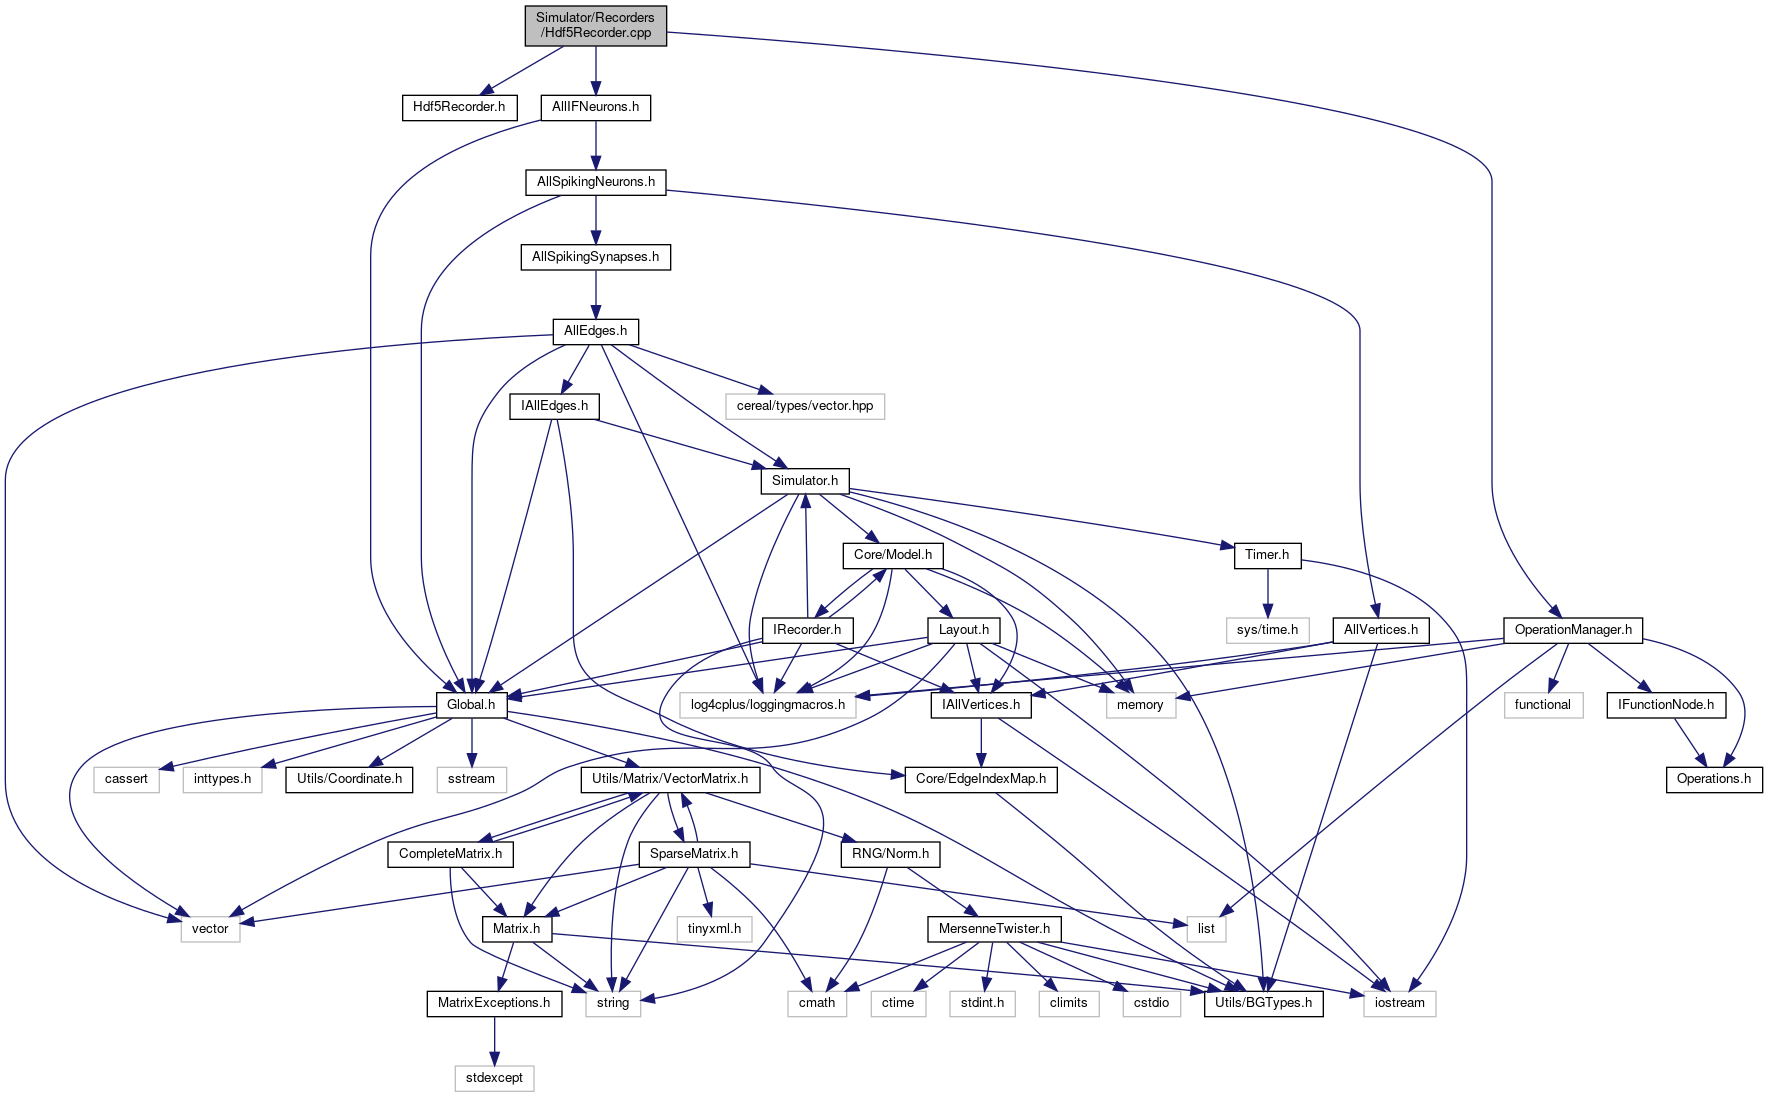 Simulator/Recorders
/Hdf5Recorder.cpp
Hdf5Recorder.h
AllIFNeurons.h
AllSpikingNeurons.h
AllSpikingSynapses.h
AllEdges.h
IAllEdges.h
cereal/types/vector.hpp
Simulator.h
Core/Model.h
Timer.h
IRecorder.h
Layout.h
sys/time.h
AllVertices.h
OperationManager.h
Global.h
log4cplus/loggingmacros.h
IAllVertices.h
memory
functional
IFunctionNode.h
cassert
inttypes.h
Utils/Coordinate.h
sstream
Utils/Matrix/VectorMatrix.h
Core/EdgeIndexMap.h
Operations.h
CompleteMatrix.h
SparseMatrix.h
RNG/Norm.h
vector
Matrix.h
tinyxml.h
MersenneTwister.h
list
MatrixExceptions.h
string
cmath
ctime
stdint.h
climits
cstdio
Utils/BGTypes.h
iostream
stdexcept